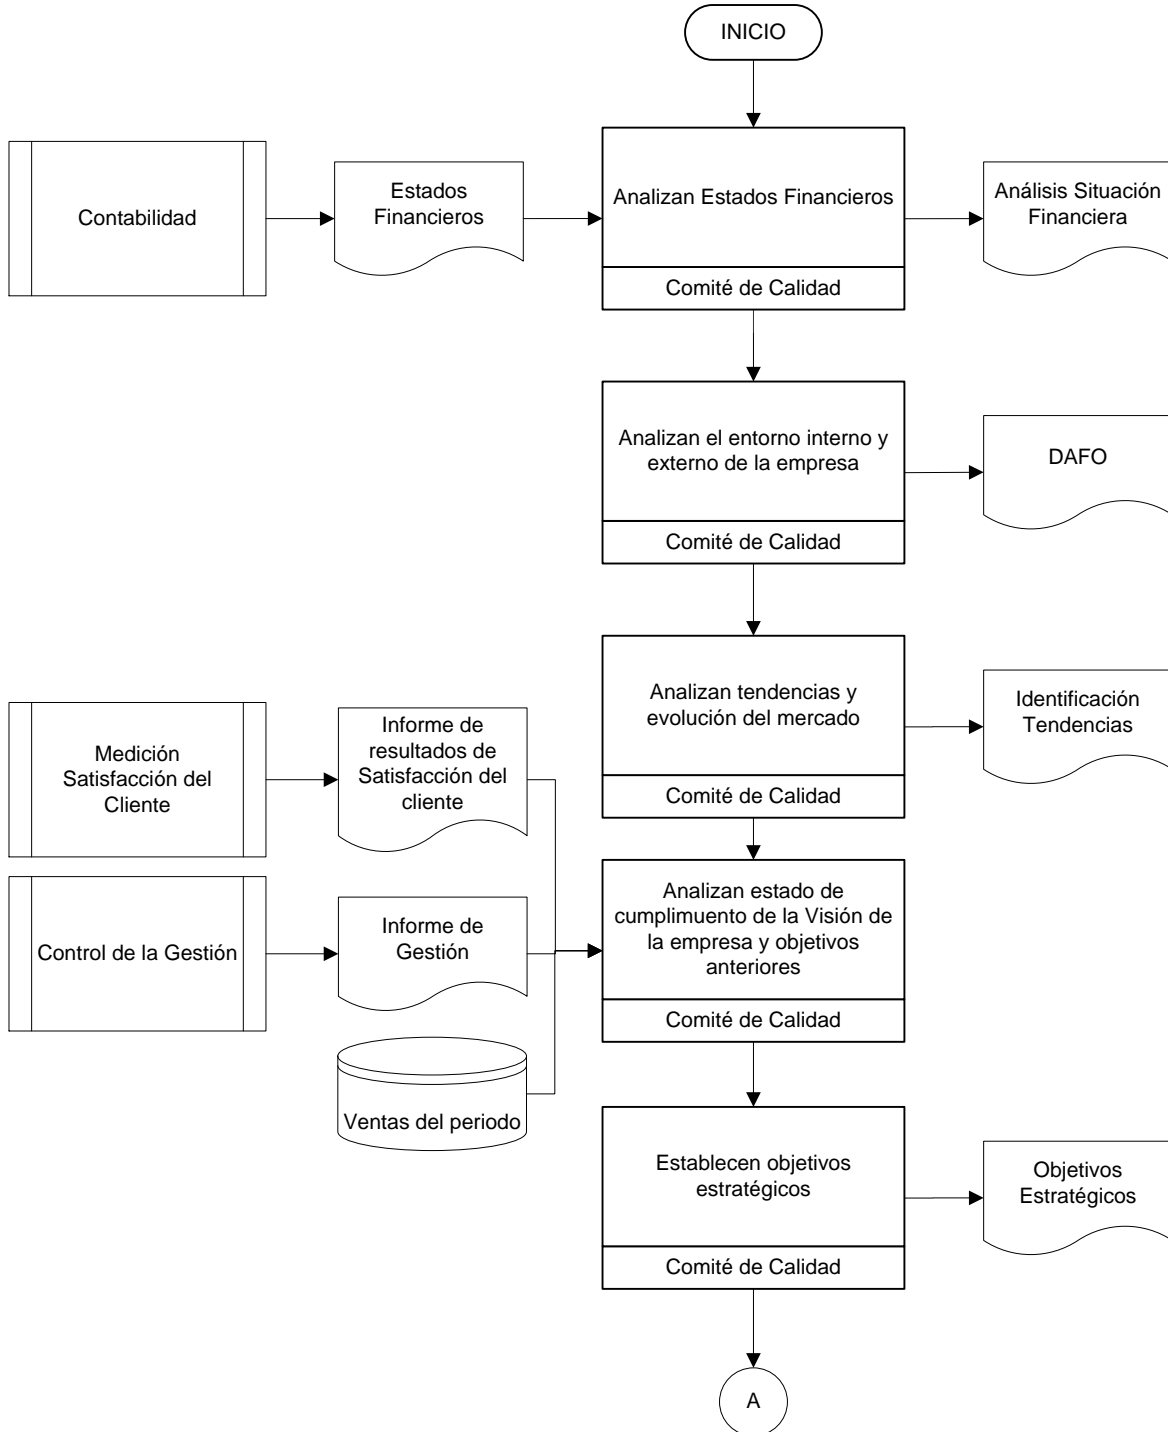 INICIO
Contabilidad
Estados
Financieros
Analizan Estados Financieros
Comité de Calidad
Análisis Situación
Financiera
Analizan el entorno interno y
externo de la empresa
Comité de Calidad
DAFO
Analizan tendencias y
evolución del mercado
Comité de Calidad
Identificación
Tendencias
Medición
Satisfacción del
Cliente
Informe de
resultados de
Satisfacción del
cliente
Control de la Gestión
Informe de
Gestión
Ventas del periodo
Analizan estado de
cumplimuento de la Visión de
la empresa y objetivos
anteriores
Comité de Calidad
Establecen objetivos
estratégicos
Comité de Calidad
Objetivos
Estratégicos
A